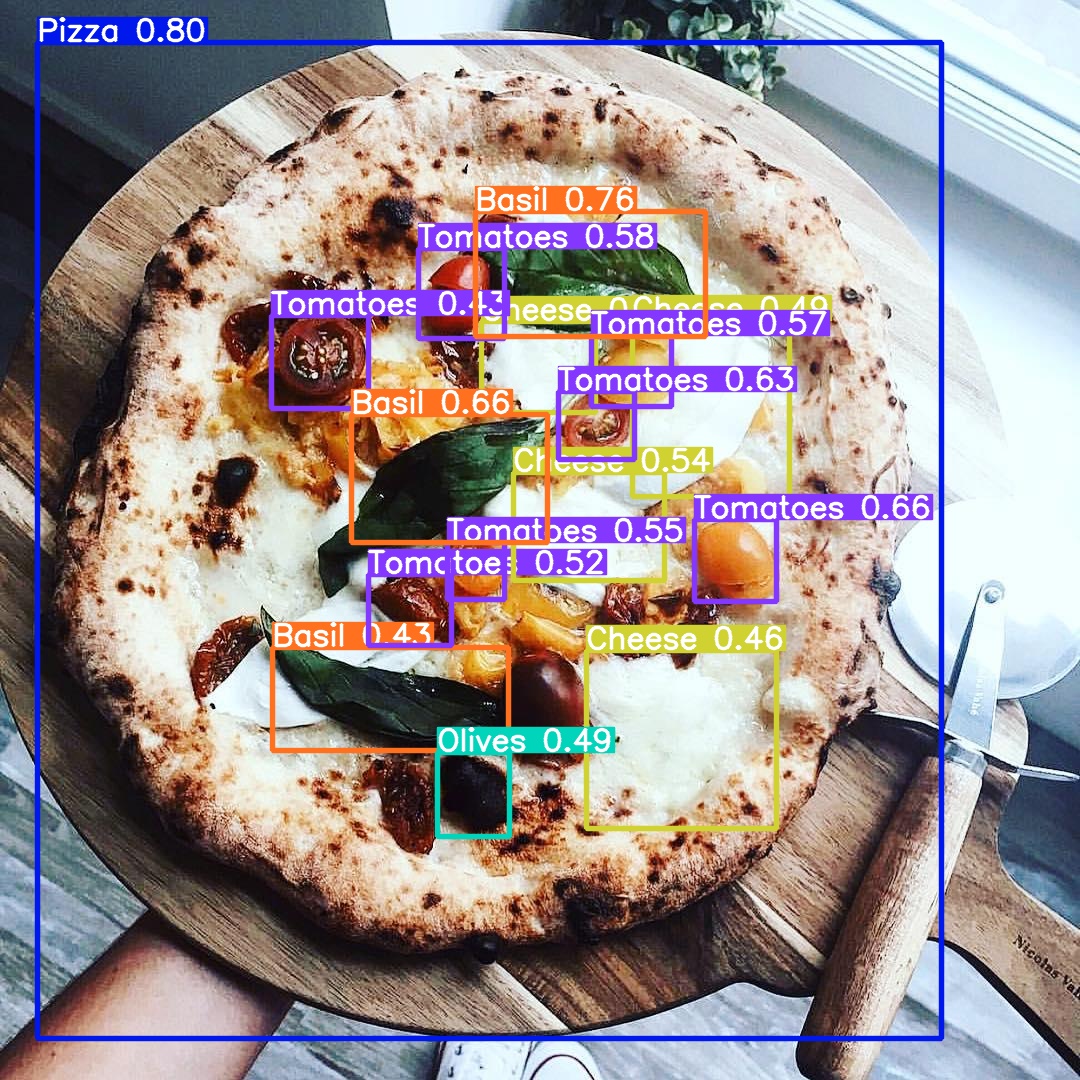 Pizza 0.80
Basil 0.76
Tomatoes 0.58
Tomatoes 0.43
Cheese 0.49
Tomatoes 0.57
Tomatoes 0.63
Basil 0.66
Cheese 0.54
Tomatoes 0.66
Tomatoes 0.55
Tomatoes 0.52
Basil 0.43
Cheese 0.46
Olives 0.49
Nicolas